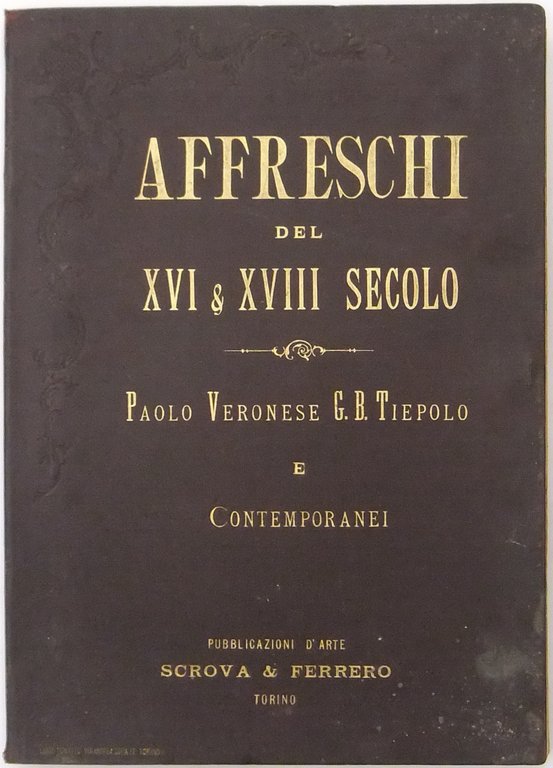 AFFRESCHI
DEL
XVI & XVIII SECOLO
PAOLO VERONESE G. B. TIEPOLO
E
CONTEMPORANEI
PUBBLICAZIONI D'ARTE
SCROVA & FERRERO
TORINO